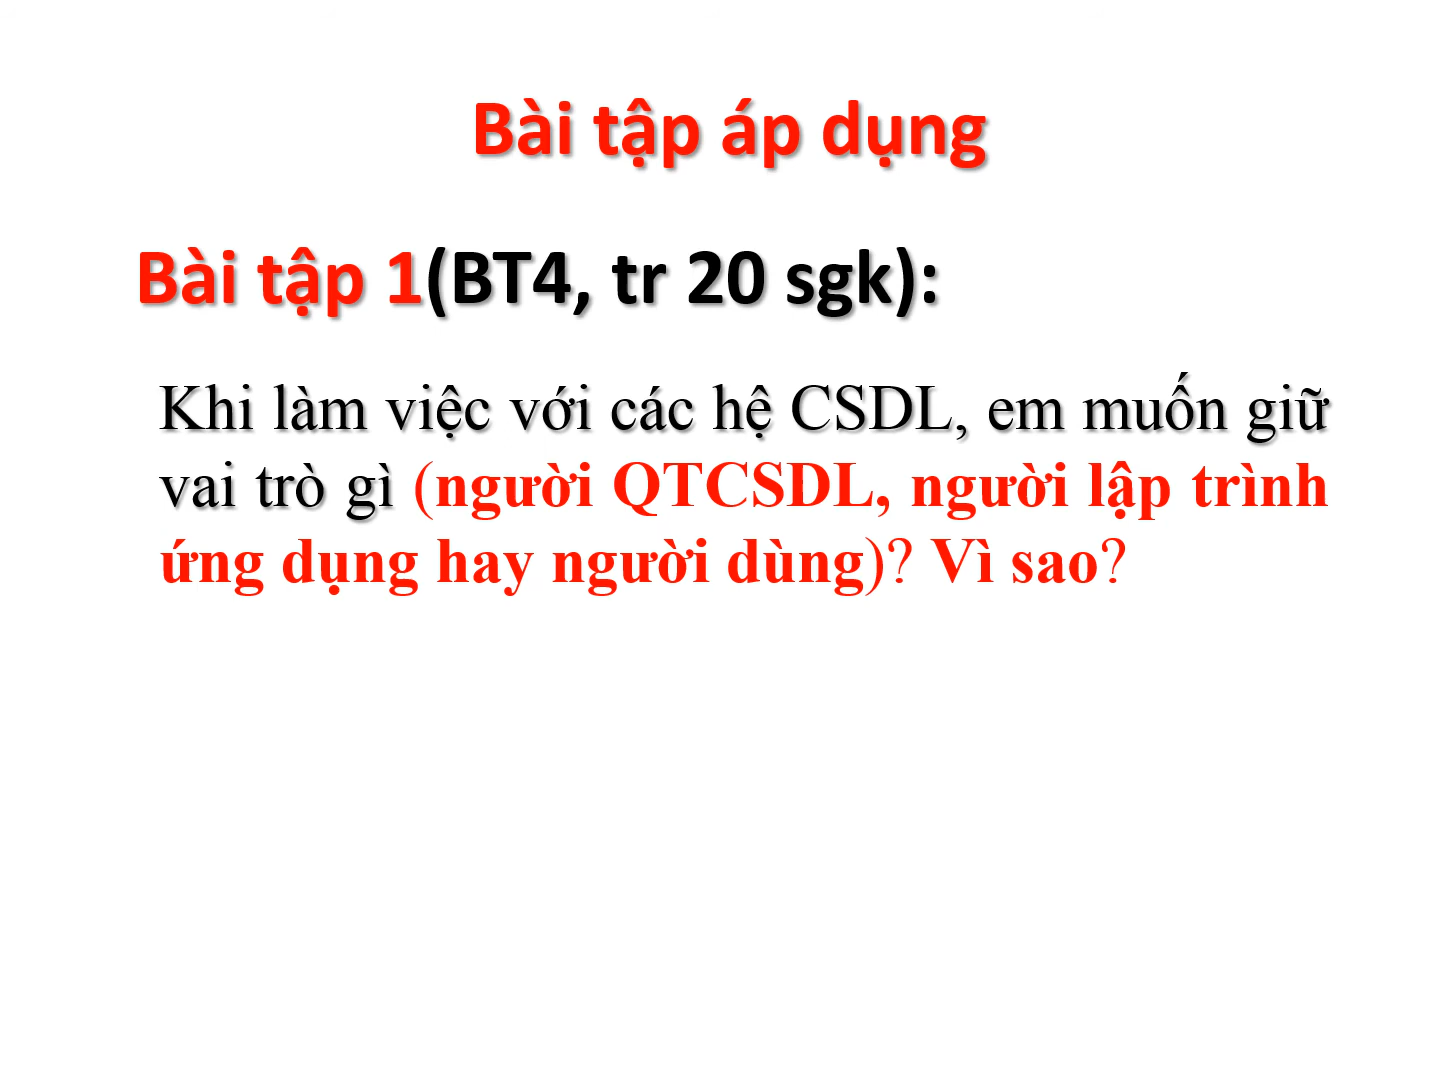 Bài tập áp dụng
Bài tập 1(BT4, tr 20 sgk):
Khi làm việc với các hệ CSDL, em muốn giữ
vai trò gì (người QTCSDL, người lập trình
ứng dụng hay người dùng)? Vì sao?